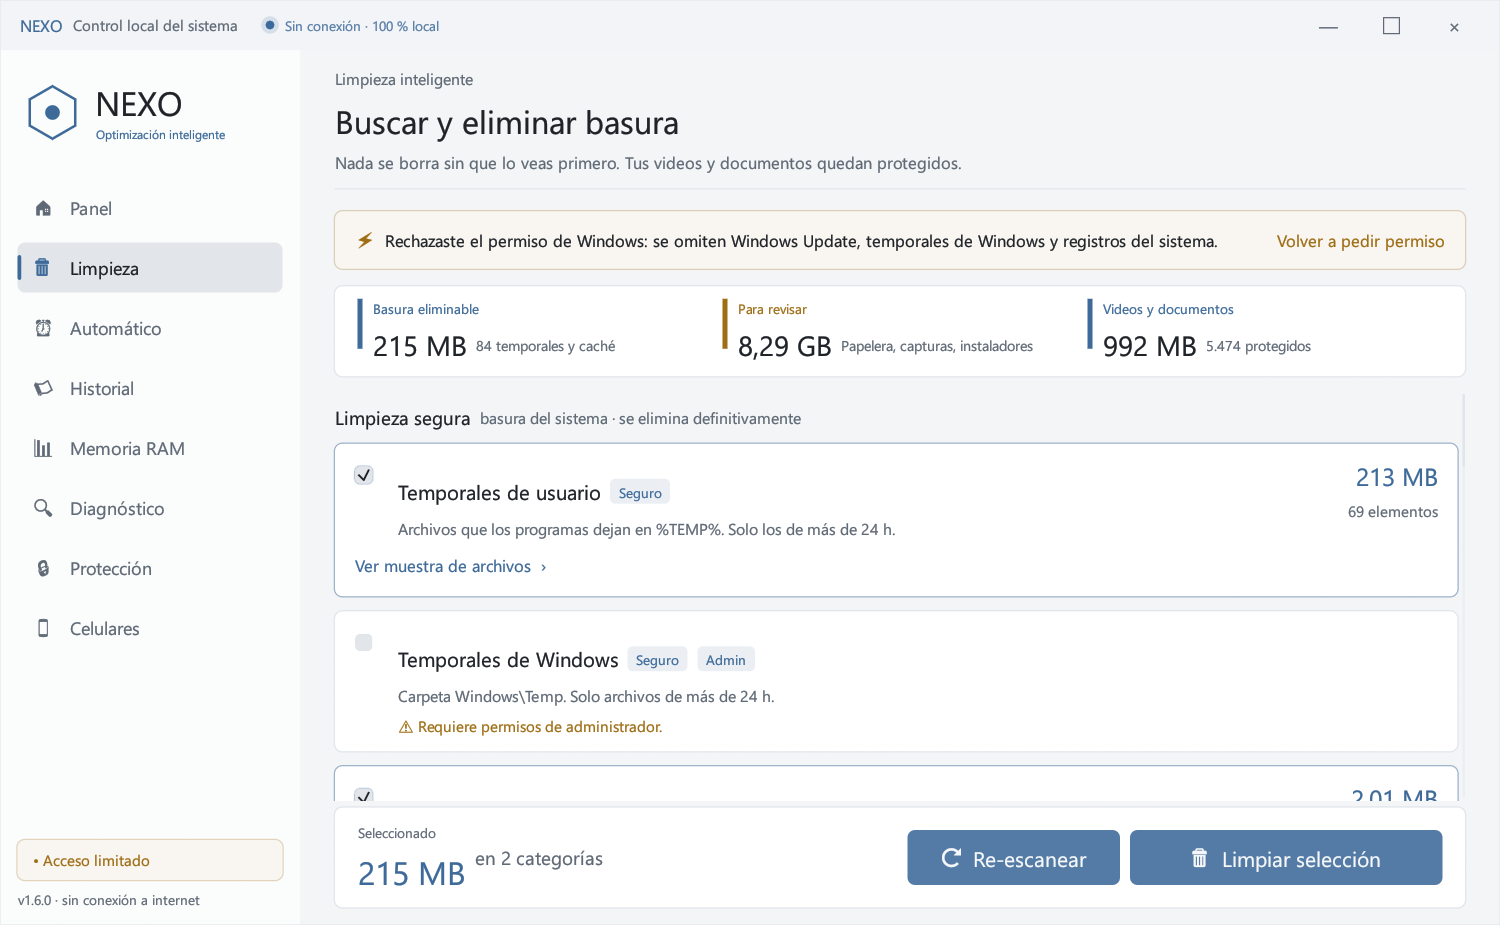 NEXO Control local del sistema Sin conexión · 100 % local
NEXO
Optimización inteligente
Panel
Limpieza
Automático
Historial
Memoria RAM
Diagnóstico
Protección
Celulares
• Acceso limitado
v1.6.0 · sin conexión a internet
Limpieza inteligente
Buscar y eliminar basura
Nada se borra sin que lo veas primero. Tus videos y documentos quedan protegidos.
Rechazaste el permiso de Windows: se omiten Windows Update, temporales de Windows y registros del sistema. Volver a pedir permiso
Basura eliminable
215 MB 84 temporales y caché
Para revisar
8,29 GB Papelera, capturas, instaladores
Videos y documentos
992 MB 5.474 protegidos
Limpieza segura basura del sistema · se elimina definitivamente
Temporales de usuario Seguro
213 MB
69 elementos
Archivos que los programas dejan en %TEMP%. Solo los de más de 24 h.
Ver muestra de archivos ›
Temporales de Windows Seguro Admin
Carpeta Windows\Temp. Solo archivos de más de 24 h.
⚠ Requiere permisos de administrador.
2,01 MB
Seleccionado
215 MB en 2 categorías
Re-escanear
Limpiar selección